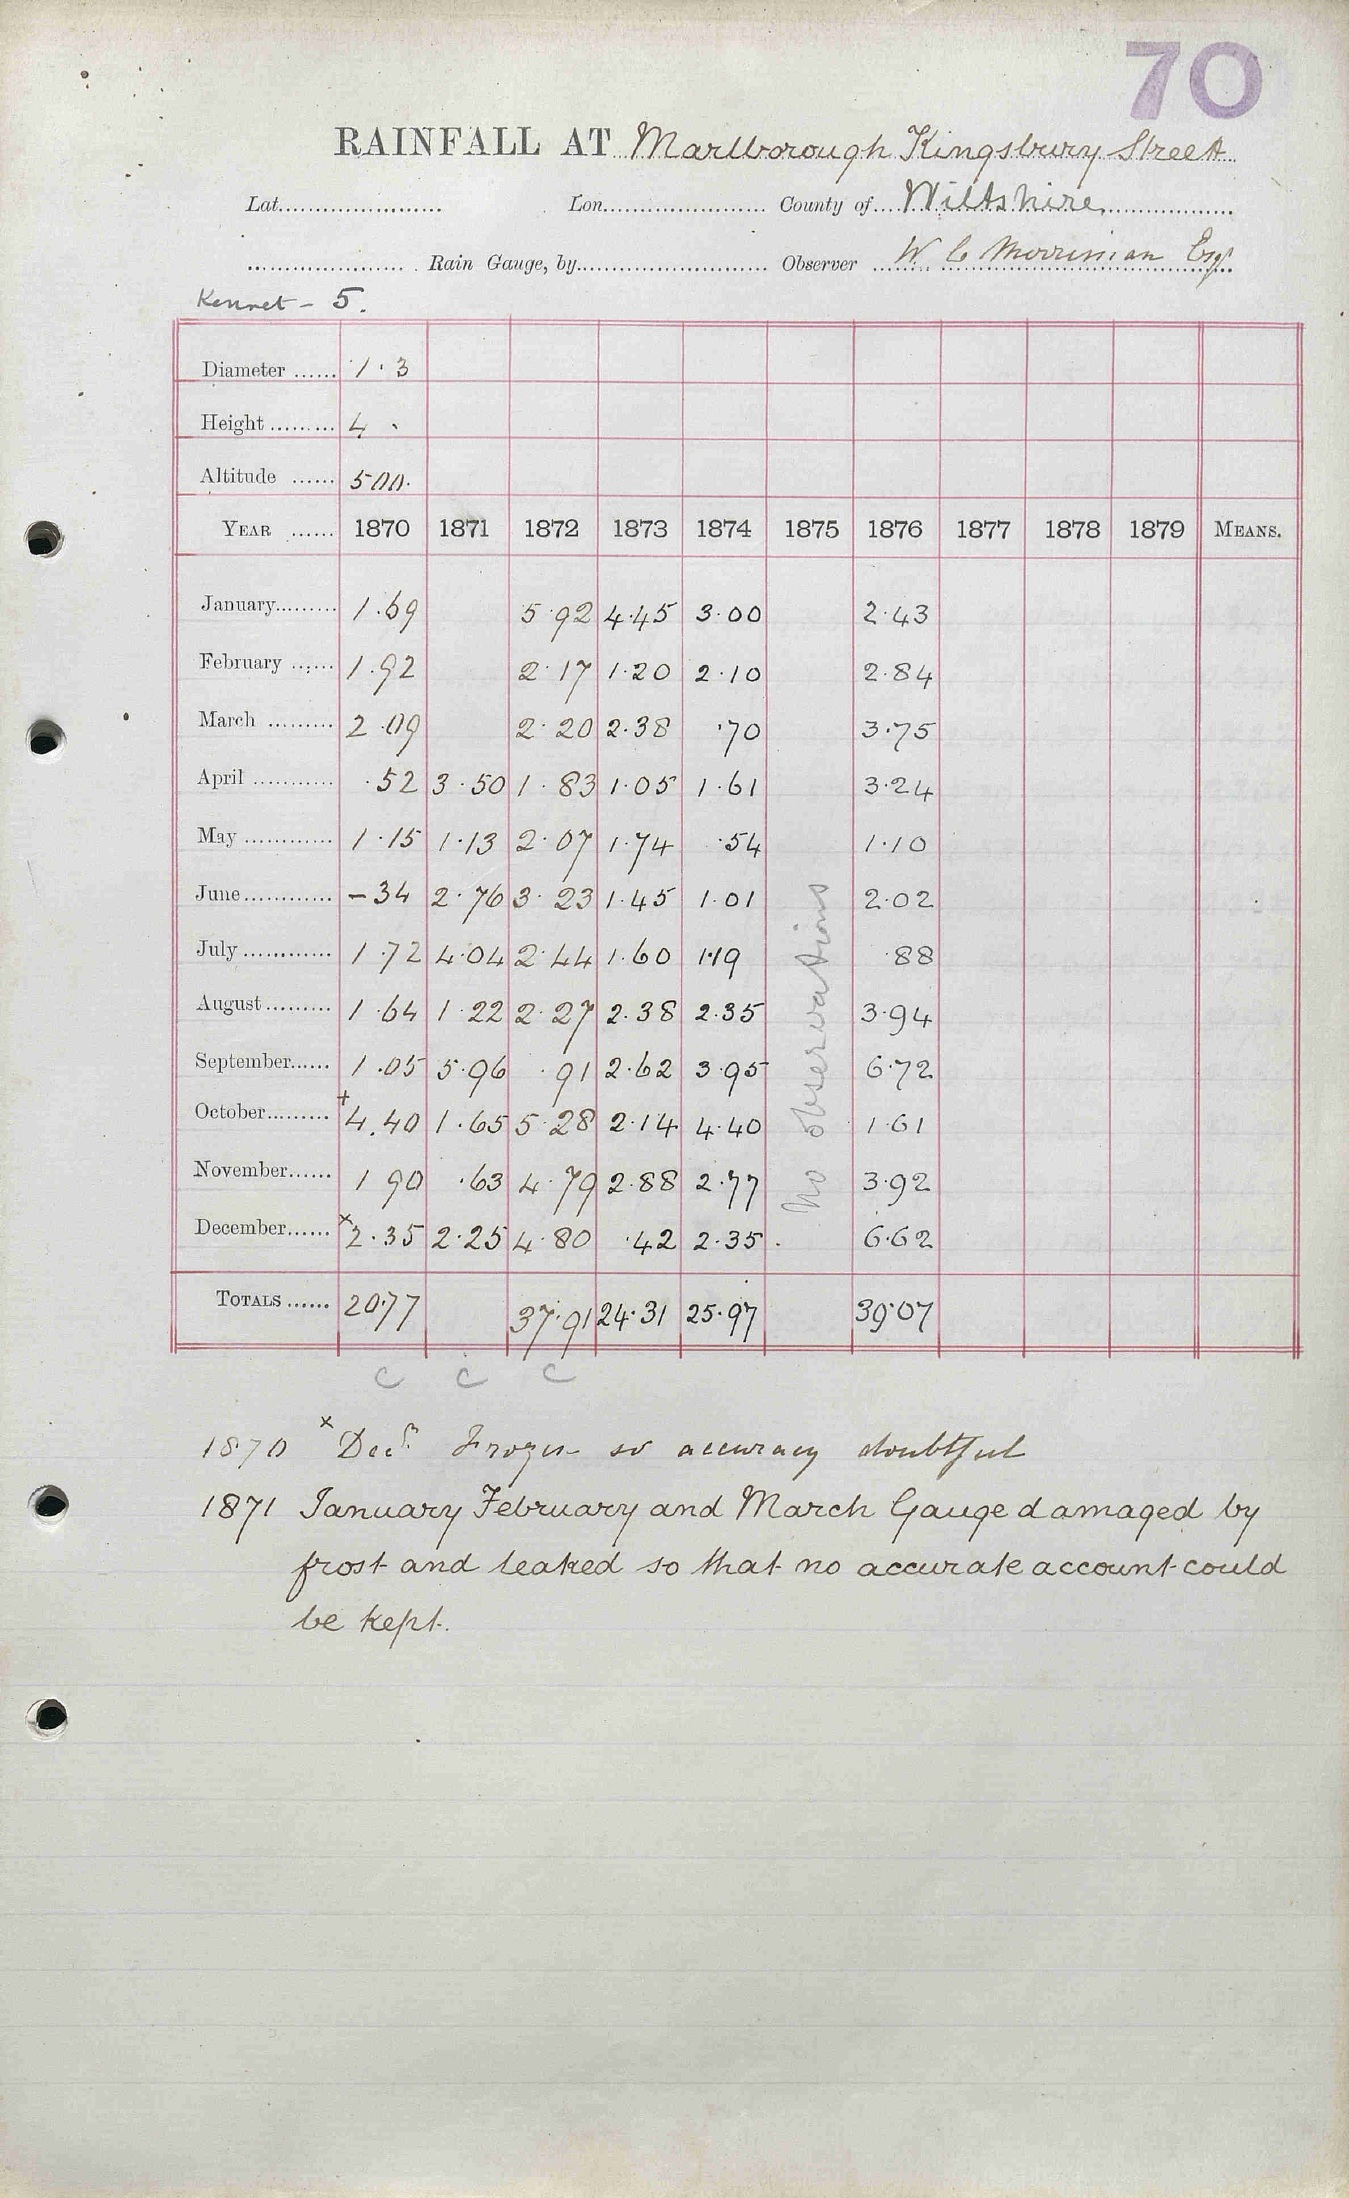 70
RAINFALL AT Marlborough Kingsbury Street
Lat. Lon. County of Wiltshire
Rain Gauge, by Observer W C Merriman Esq
Kennet - 5.
Diameter 1.3
Height 4 .
Altitude 500.
YEAR 1870 1871 1872 1873 1874 1875 1876 1877 1878 1879 MEANS.
January 1.69 5.92 4.45 3.00 2.43
February 1.92 2.17 1.20 2.10 2.84
March 2.09 2.20 2.38 .70 3.75
April .52 3.50 1.83 1.05 1.61 3.24
May 1.15 1.13 2.07 1.74 .54 1.10
June -34 2.76 3.23 1.45 1.01 2.02
July 1.72 4.04 2.44 1.60 1.19 .88
August 1.64 1.22 2.27 2.38 2.35 3.94
September 1.05 5.96 .91 2.62 3.95 6.72
October +4.40 1.65 5.28 2.14 4.40 1.61
November 1 90 .63 4.79 2.88 2.77 3.92
December ×2.35 2.25 4.80 .42 2.35 . 6.62
No observations
TOTALS 20.77 37.91 24.31 25.97 39.07
C C C
1870 × Decr Frozen so accuracy doubtful
1871 January February and March Gauge damaged by
frost and leaked so that no accurate account could
be kept.